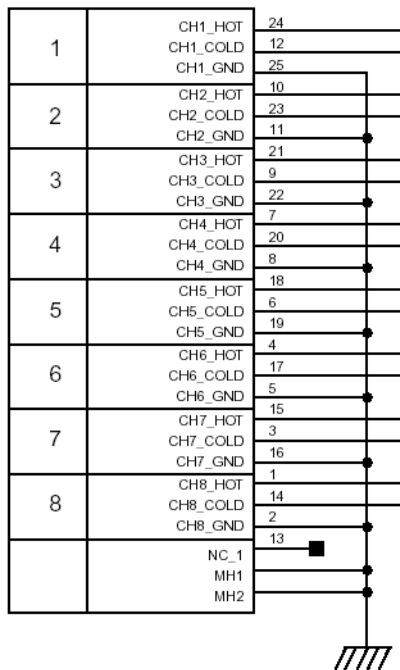 1
CH1_HOT 24
CH1_COLD 12
CH1_GND 25
2
CH2_HOT 10
CH2_COLD 23
CH2_GND 11
3
CH3_HOT 21
CH3_COLD 9
CH3_GND 22
4
CH4_HOT 7
CH4_COLD 20
CH4_GND 8
5
CH5_HOT 18
CH5_COLD 6
CH5_GND 19
6
CH6_HOT 4
CH6_COLD 17
CH6_GND 5
7
CH7_HOT 15
CH7_COLD 3
CH7_GND 16
8
CH8_HOT 1
CH8_COLD 14
CH8_GND 2
NC_1 13
MH1
MH2